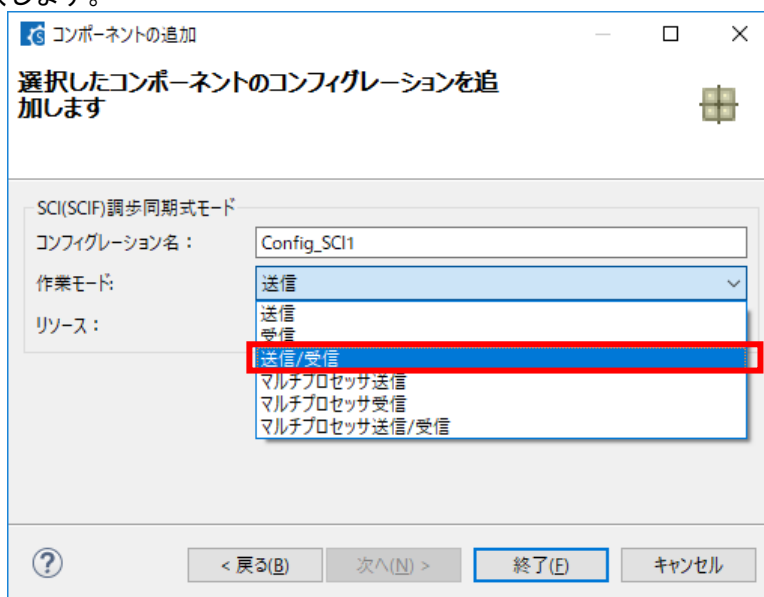 します。
コンポーネントの追加
選択したコンポーネントのコンフィグレーションを追
加します
SCI(SCIF)調歩同期式モード
コンフィグレーション名： Config_SCI1
作業モード: 送信
リソース：
送信
受信
送信/受信
マルチプロセッサ送信
マルチプロセッサ受信
マルチプロセッサ送信/受信
? < 戻る(B) 次へ(N) > 終了(F) キャンセル